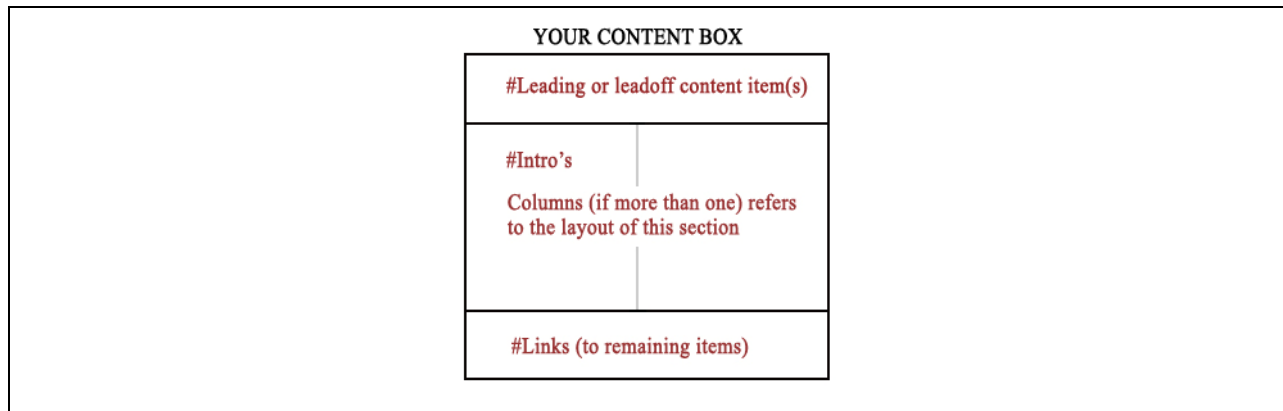 YOUR CONTENT BOX
#Leading or leadoff content item(s)
#Intro’s
Columns (if more than one) refers
to the layout of this section
#Links (to remaining items)